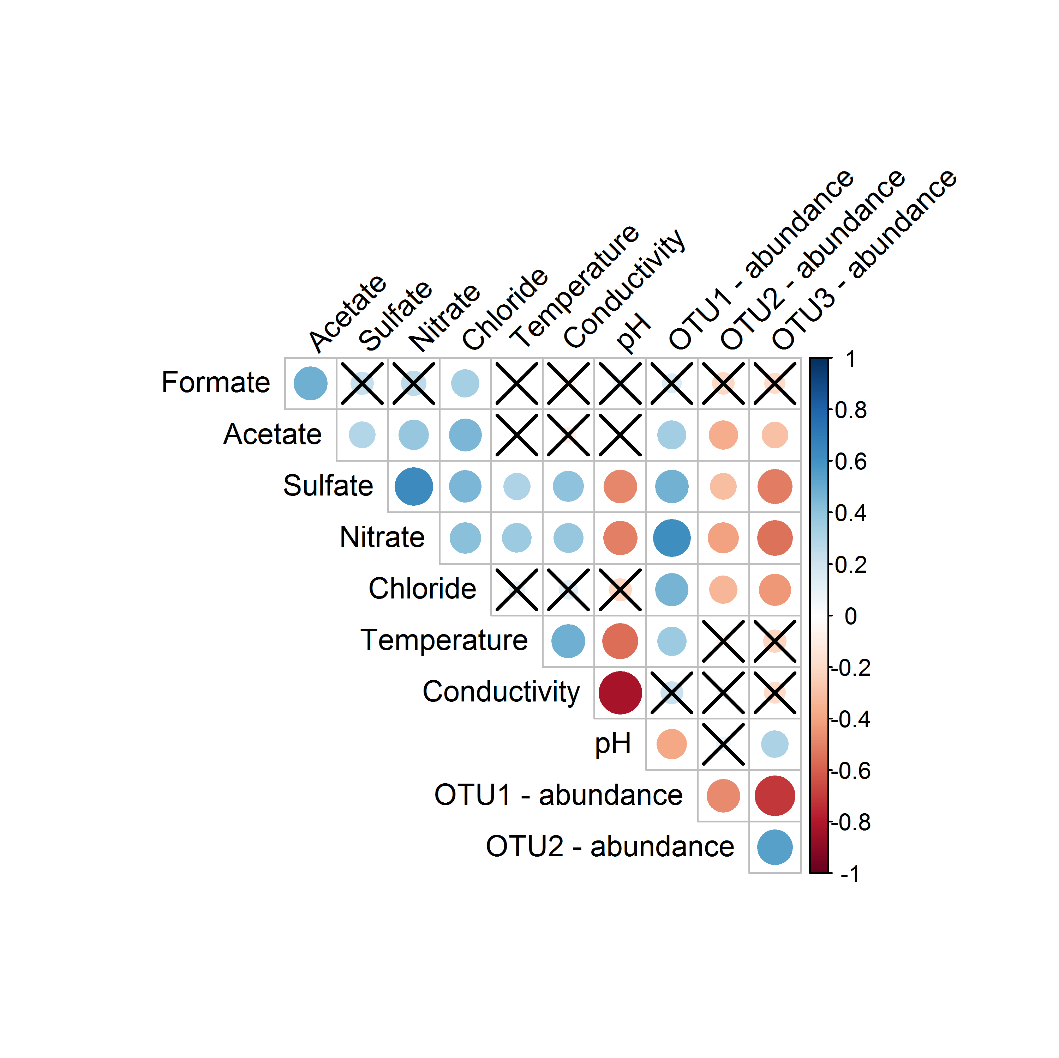 Acetate
Sulfate
Nitrate
Chloride
Temperature
Conductivity
pH
OTU1 - abundance
OTU2 - abundance
OTU3 - abundance
Formate
Acetate
Sulfate
Nitrate
Chloride
Temperature
Conductivity
pH
OTU1 - abundance
OTU2 - abundance
1
0.8
0.6
0.4
0.2
0
-0.2
-0.4
-0.6
-0.8
-1